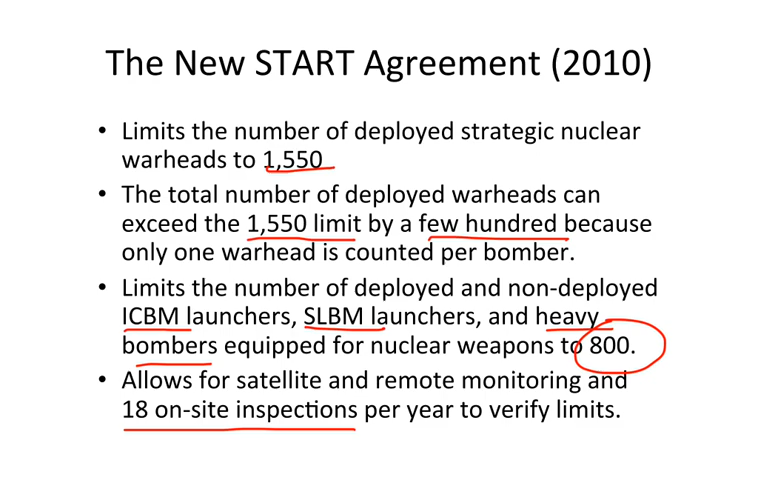 The New START Agreement (2010)
• Limits the number of deployed strategic nuclear
warheads to 1,550
• The total number of deployed warheads can
exceed the 1,550 limit by a few hundred because
only one warhead is counted per bomber.
• Limits the number of deployed and non-deployed
ICBM launchers, SLBM launchers, and heavy
bombers equipped for nuclear weapons to 800.
• Allows for satellite and remote monitoring and
18 on-site inspections per year to verify limits.